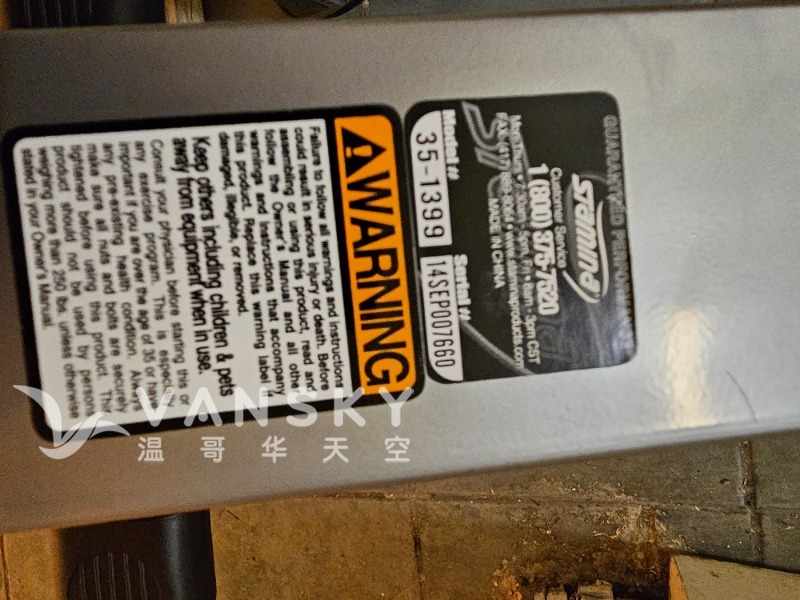 GUARANTEED PERFORMANCE
stamina
Customer Service
1 (800) 375-7520
MADE IN CHINA
Model #
35-1399
Serial #
14SEP007660
WARNING
Failure to follow all warnings and instructions
could result in serious injury or death. Before
assembling or using this product, read and
follow the Owner's Manual and all other
warnings and instructions that accompany
this product. Replace this warning label if
damaged, illegible, or removed.
Keep others including children & pets
away from equipment when in use.
Consult your physician before starting this or
any exercise program. This is especially
important if you are over the age of 35 or have
any pre-existing health condition. Always
make sure all nuts and bolts are securely
tightened before using this product. This
product should not be used by persons
weighing more than 250 lbs. unless otherwise
stated in your Owner's Manual.
VANSKY
温哥华天空